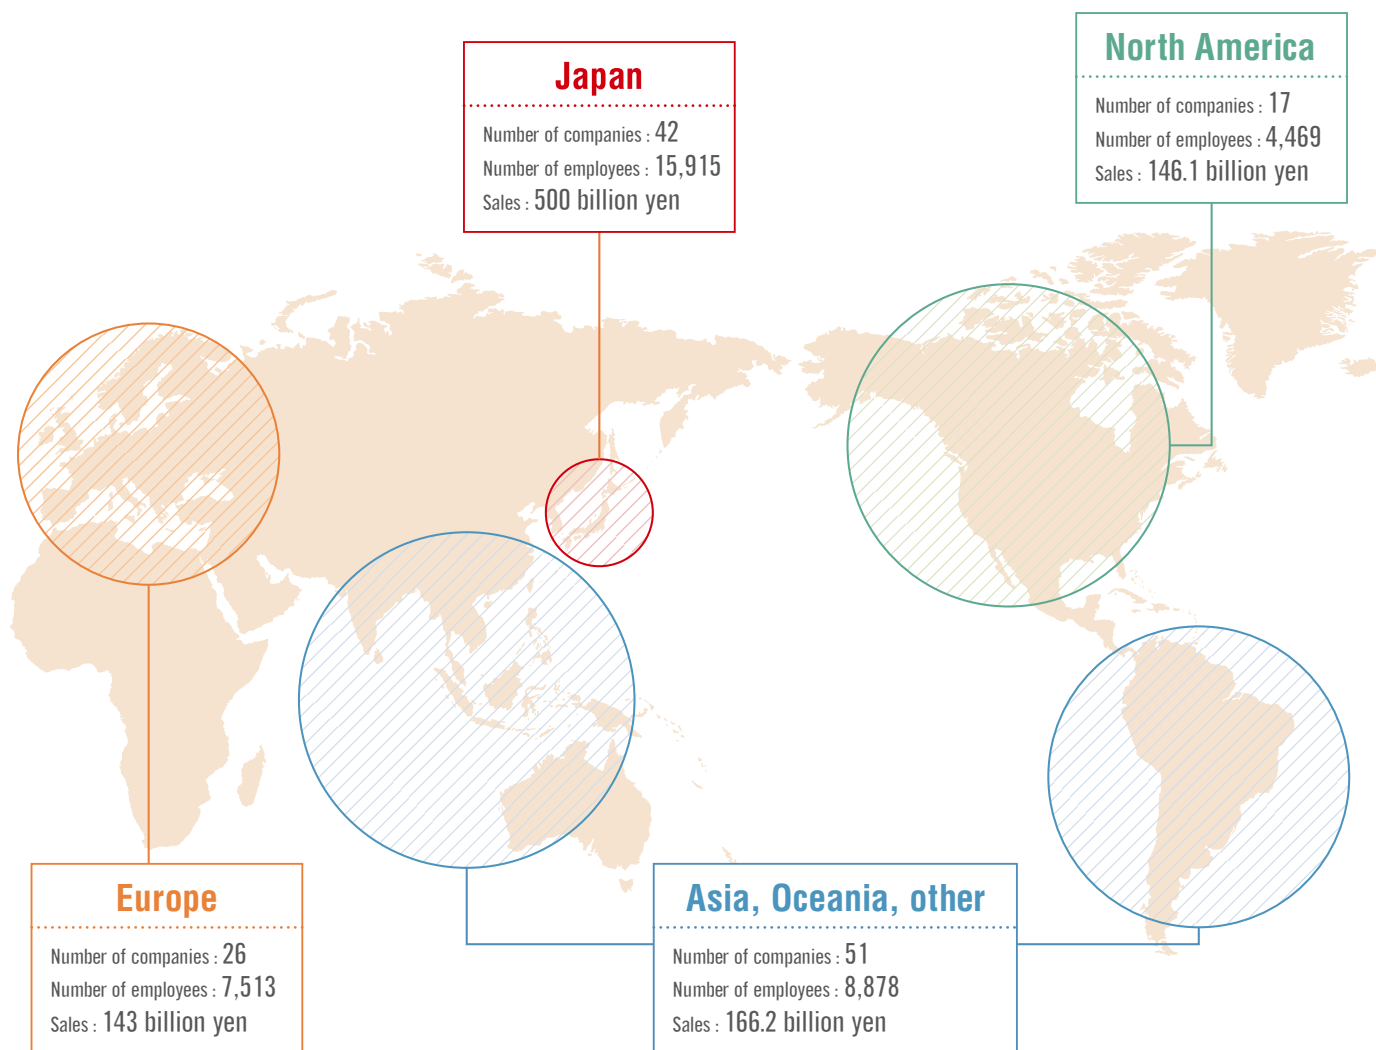 Japan
Number of companies : 42
Number of employees : 15,915
Sales : 500 billion yen
North America
Number of companies : 17
Number of employees : 4,469
Sales : 146.1 billion yen
Europe
Number of companies : 26
Number of employees : 7,513
Sales : 143 billion yen
Asia, Oceania, other
Number of companies : 51
Number of employees : 8,878
Sales : 166.2 billion yen